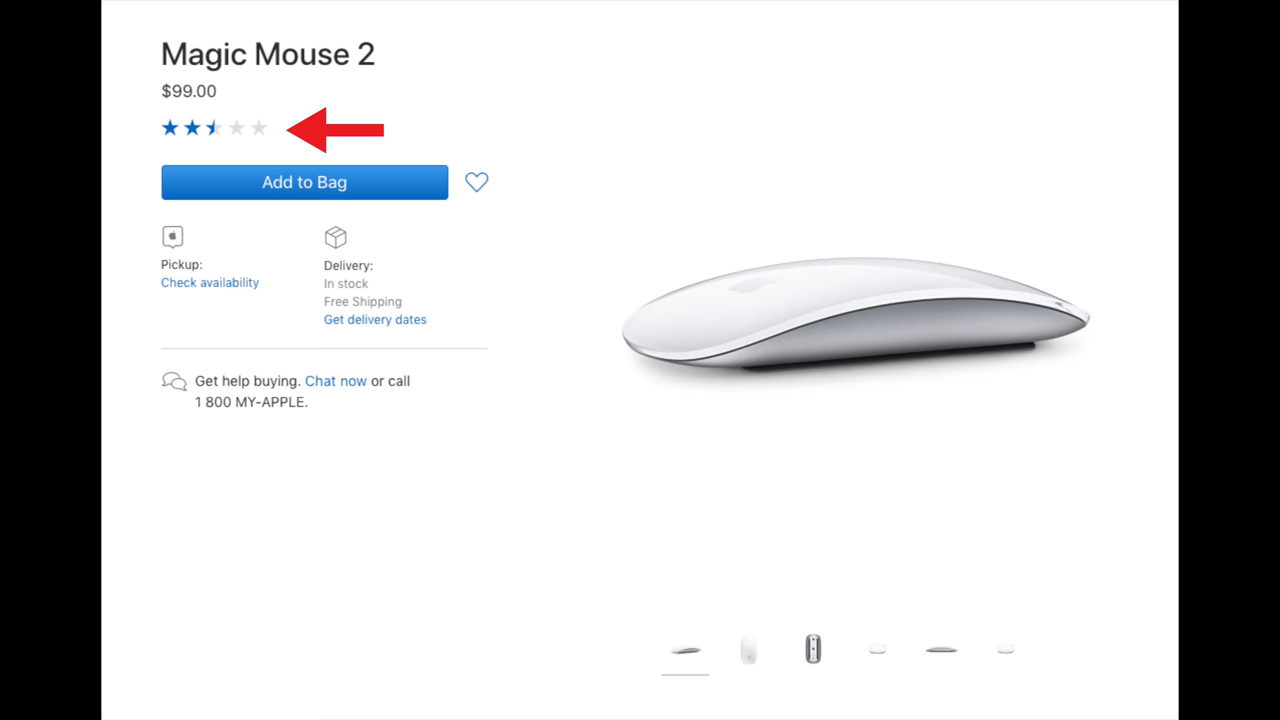 Magic Mouse 2
$99.00
Add to Bag
Pickup:
Check availability
Delivery:
In stock
Free Shipping
Get delivery dates
Get help buying. Chat now or call
1 800 MY-APPLE.